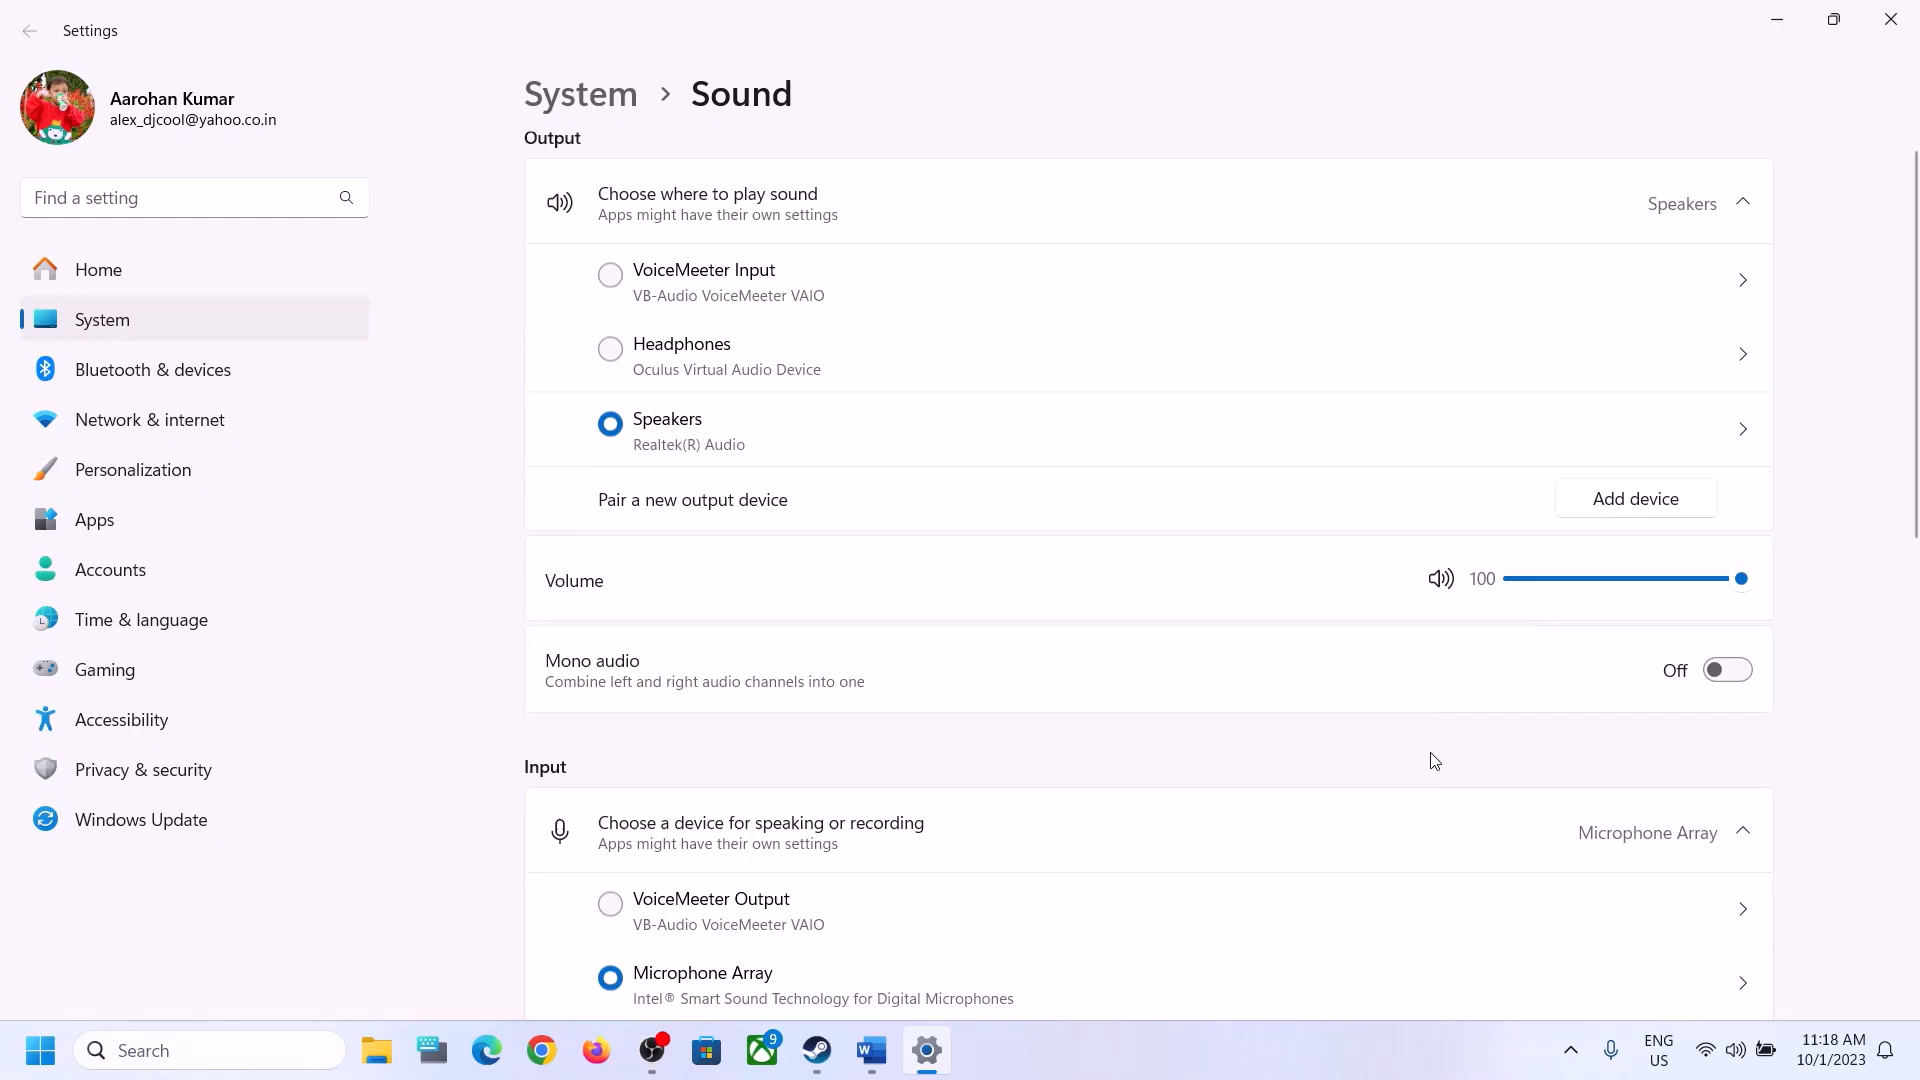 Settings
Aarohan Kumar
alex_djcool@yahoo.co.in
Find a setting
Home
System
Bluetooth & devices
Network & internet
Personalization
Apps
Accounts
Time & language
Gaming
Accessibility
Privacy & security
Windows Update
System > Sound
Output
Choose where to play sound
Apps might have their own settings
Speakers
VoiceMeeter Input
VB-Audio VoiceMeeter VAIO
Headphones
Oculus Virtual Audio Device
Speakers
Realtek(R) Audio
Pair a new output device
Add device
Volume
100
Mono audio
Combine left and right audio channels into one
Off
Input
Choose a device for speaking or recording
Apps might have their own settings
Microphone Array
VoiceMeeter Output
VB-Audio VoiceMeeter VAIO
Microphone Array
Intel® Smart Sound Technology for Digital Microphones
Search
9
ENG
US
11:18 AM
10/1/2023